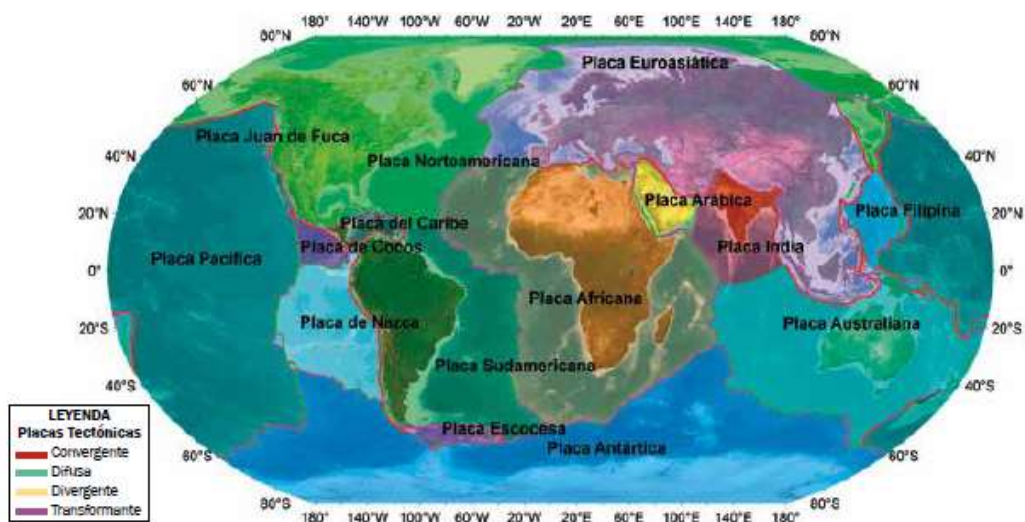 180° 140°W 100°W 60°W 20°W 20°E 60°E 100°E 140°E 180°
80°N 80°N
Placa Euroasiática
60°N 60°N
Placa Juan de Fuca
40°N 40°N
Placa Nortoamericana
Placa Arábica
20°N Placa del Caribe Placa Filipina 20°N
Placa de Cocos Placa India
Placa Pacífica
0° 0°
Placa Africana
Placa de Nazca Placa Australiana
20°S 20°S
Placa Sudamericana
40°S 40°S
Placa Escocesa
Placa Antártica
60°S 60°S
80°S 80°S
180° 140°W 100°W 60°W 20°W 20°E 60°E 100°E 140°E 180°
LEYENDA
Placas Tectónicas
Convergente
Difusa
Divergente
Transformante